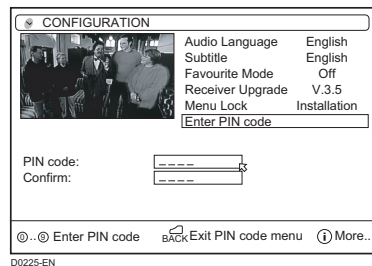 CONFIGURATION
Audio Language English
Subtitle English
Favourite Mode Off
Receiver Upgrade V.3.5
Menu Lock Installation
Enter PIN code
PIN code: _ _ _ _
Confirm: _ _ _ _
0..9 Enter PIN code BACK Exit PIN code menu i More..
D0225-EN